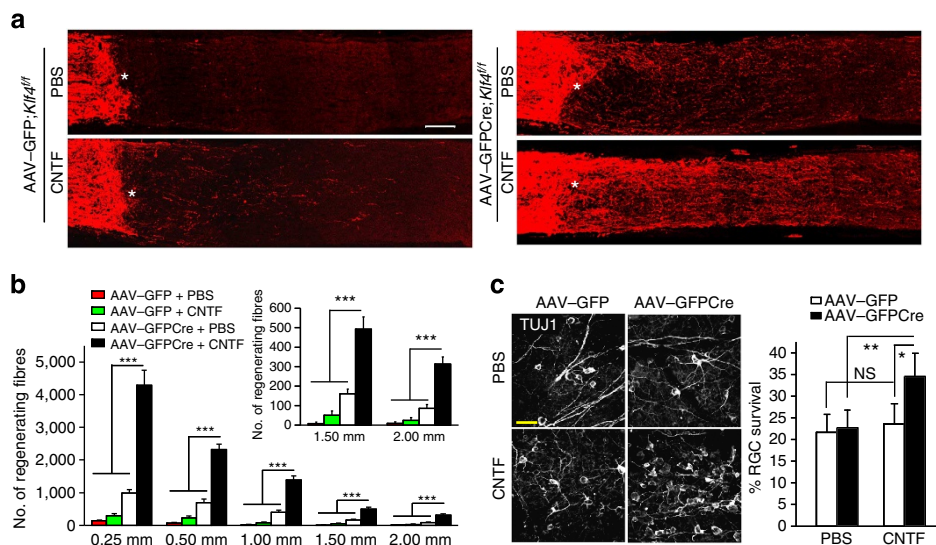 a
AAV–GFP;Klf4f/f
PBS
CNTF
*
*
AAV–GFPCre;Klf4f/f
PBS
CNTF
*
*
b
AAV–GFP + PBS
AAV–GFP + CNTF
AAV–GFPCre + PBS
AAV–GFPCre + CNTF
No. of regenerating fibres
5,000
4,000
3,000
2,000
1,000
0
***
***
***
***
***
0.25 mm 0.50 mm 1.00 mm 1.50 mm 2.00 mm
No. of regenerating fibres
600
500
400
300
200
100
0
***
***
1.50 mm 2.00 mm
c
AAV–GFP AAV–GFPCre
TUJ1
PBS
CNTF
AAV–GFP
AAV–GFPCre
% RGC survival
40
35
30
25
20
15
10
5
0
**
NS *
PBS CNTF